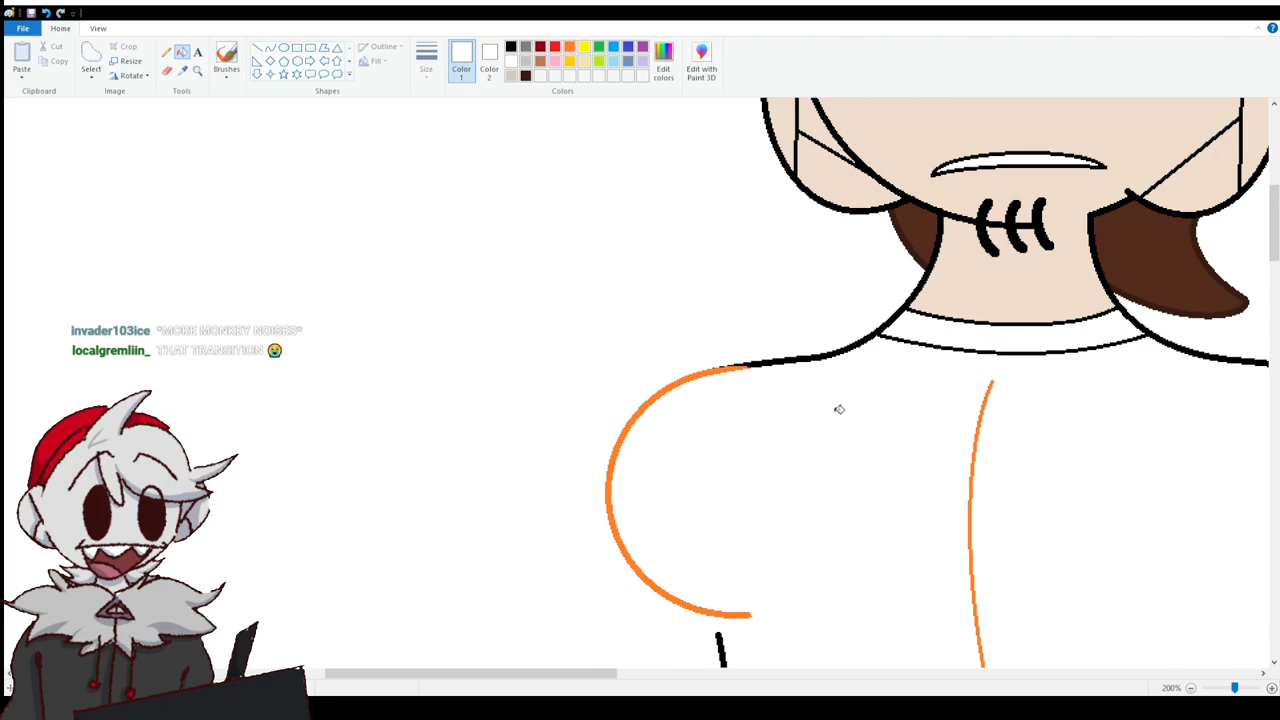 File Home View
Paste
Cut
Copy
Clipboard
Select
Crop
Resize
Rotate
Image
A
Tools
Brushes
Outline
Fill
Shapes
Size
Color
1
Color
2
Edit
colors
Colors
Edit with
Paint 3D
invader103ice *MORE MONKEY NOISES*
localgremliin_ THAT TRANSITION 😭
200%